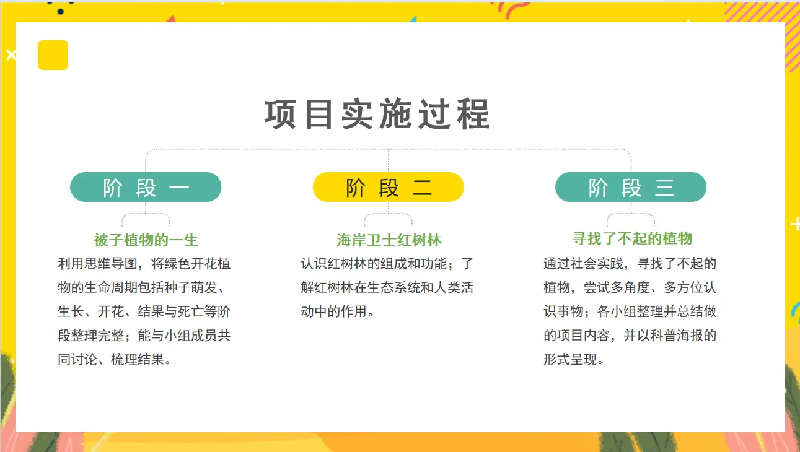 项目实施过程
阶段一
阶段二
阶段三
被子植物的一生
利用思维导图，将绿色开花植
物的生命周期包括种子萌发、
生长、开花、结果与死亡等阶
段整理完整；能与小组成员共
同讨论、梳理结果。
海岸卫士红树林
认识红树林的组成和功能；了
解红树林在生态系统和人类活
动中的作用。
寻找了不起的植物
通过社会实践，寻找了不起的
植物，尝试多角度、多方位认
识事物；各小组整理并总结做
的项目内容，并以科普海报的
形式呈现。